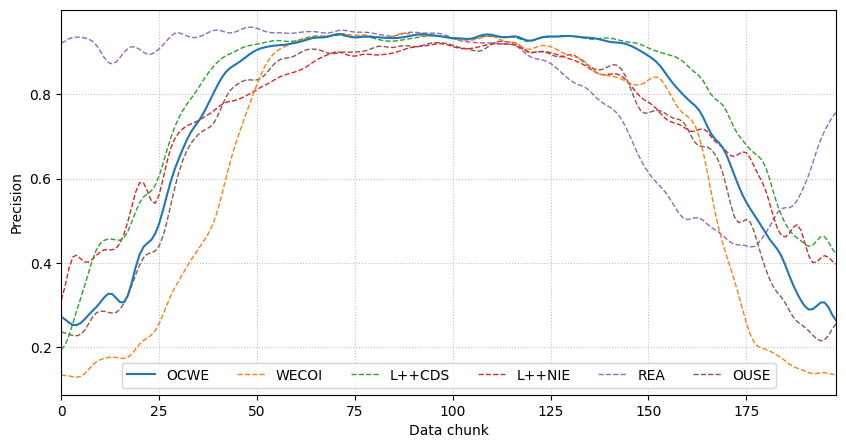 Precision
0.8
0.6
0.4
0.2
OCWE WECOI L++CDS L++NIE REA OUSE
0 25 50 75 100 125 150 175
Data chunk